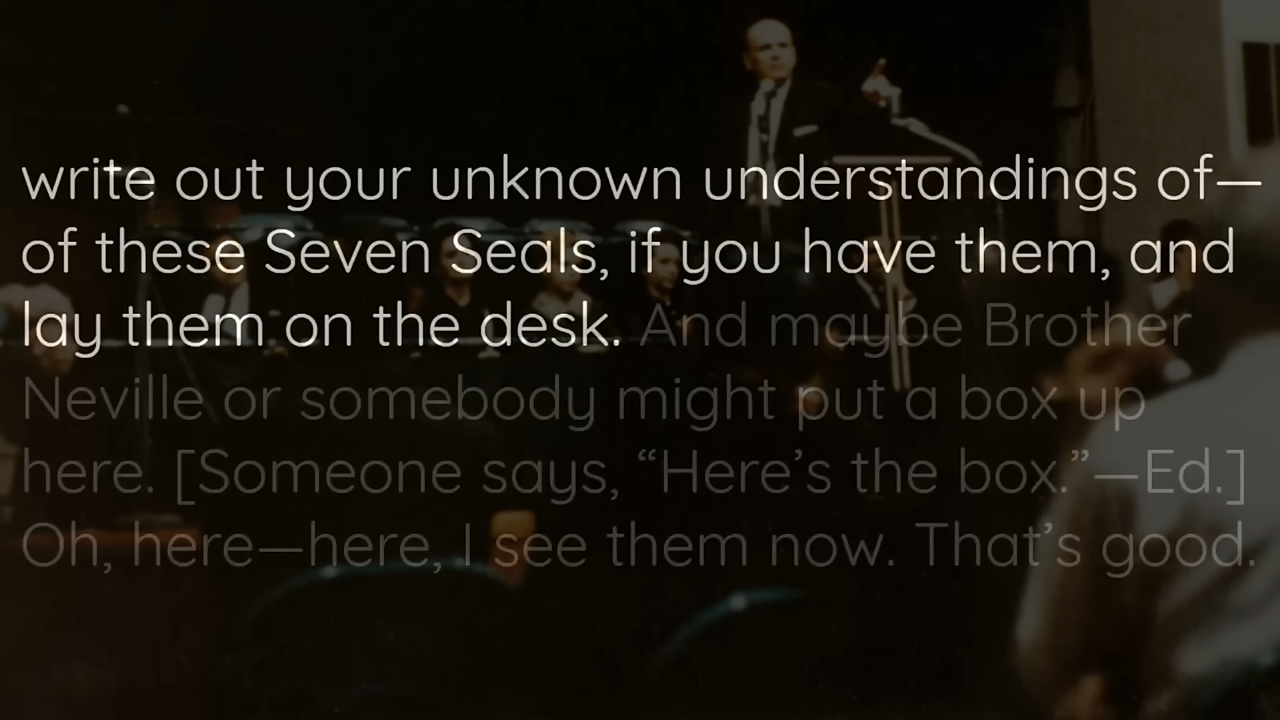 write out your unknown understandings of—
of these Seven Seals, if you have them, and
lay them on the desk. And maybe Brother
Neville or somebody might put a box up
here. [Someone says, “Here’s the box.”—Ed.]
Oh, here—here, I see them now. That’s good.